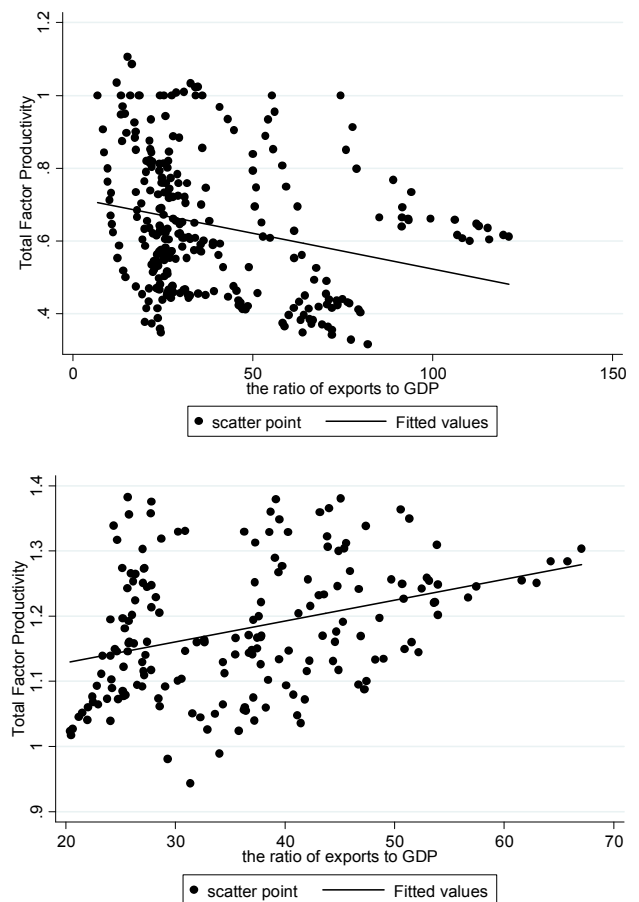 Total Factor Productivity
1.2
1
.8
.6
.4
0
50
100
150
the ratio of exports to GDP
scatter point
Fitted values
Total Factor Productivity
1.4
1.3
1.2
1.1
1
.9
20
30
40
50
60
70
the ratio of exports to GDP
scatter point
Fitted values